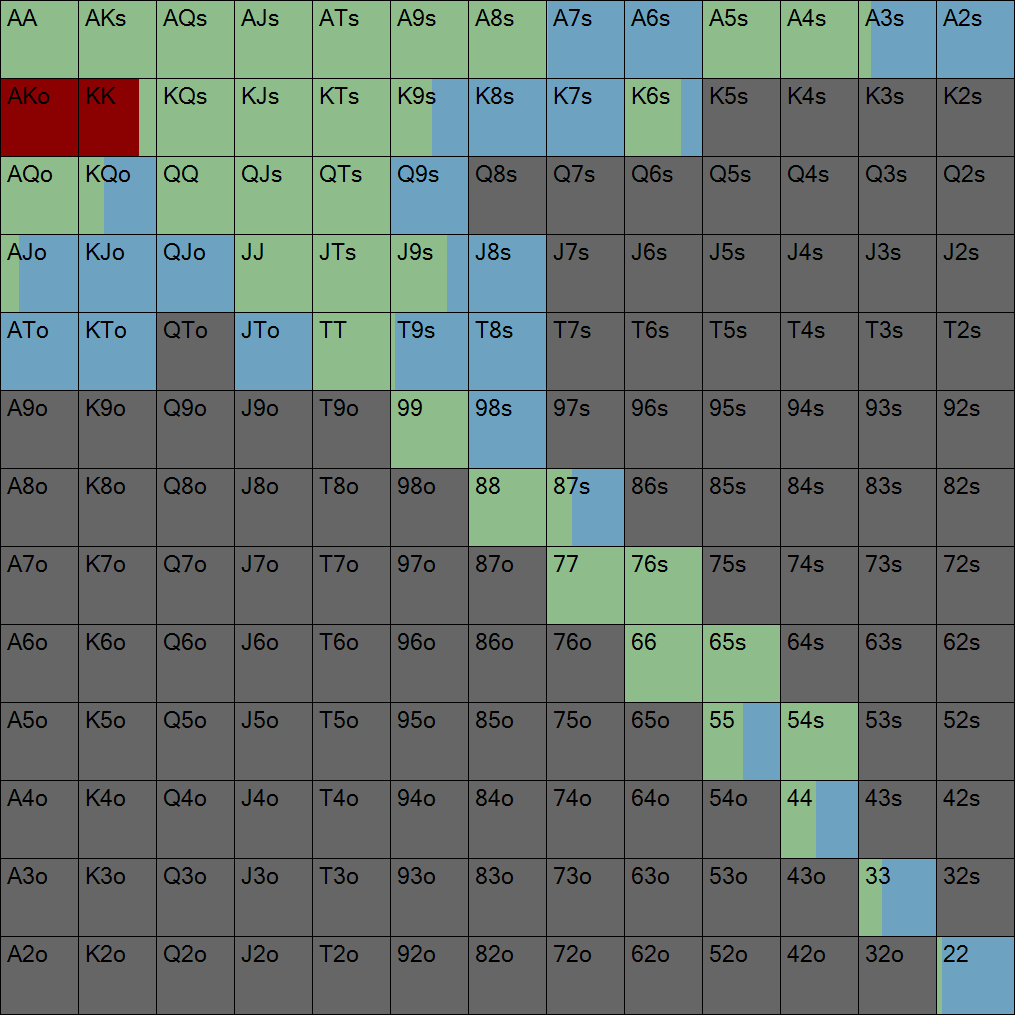 AA AKs AQs AJs ATs A9s A8s A7s A6s A5s A4s A3s A2s
AKo KK KQs KJs KTs K9s K8s K7s K6s K5s K4s K3s K2s
AQo KQo QQ QJs QTs Q9s Q8s Q7s Q6s Q5s Q4s Q3s Q2s
AJo KJo QJo JJ JTs J9s J8s J7s J6s J5s J4s J3s J2s
ATo KTo QTo JTo TT T9s T8s T7s T6s T5s T4s T3s T2s
A9o K9o Q9o J9o T9o 99 98s 97s 96s 95s 94s 93s 92s
A8o K8o Q8o J8o T8o 98o 88 87s 86s 85s 84s 83s 82s
A7o K7o Q7o J7o T7o 97o 87o 77 76s 75s 74s 73s 72s
A6o K6o Q6o J6o T6o 96o 86o 76o 66 65s 64s 63s 62s
A5o K5o Q5o J5o T5o 95o 85o 75o 65o 55 54s 53s 52s
A4o K4o Q4o J4o T4o 94o 84o 74o 64o 54o 44 43s 42s
A3o K3o Q3o J3o T3o 93o 83o 73o 63o 53o 43o 33 32s
A2o K2o Q2o J2o T2o 92o 82o 72o 62o 52o 42o 32o 22